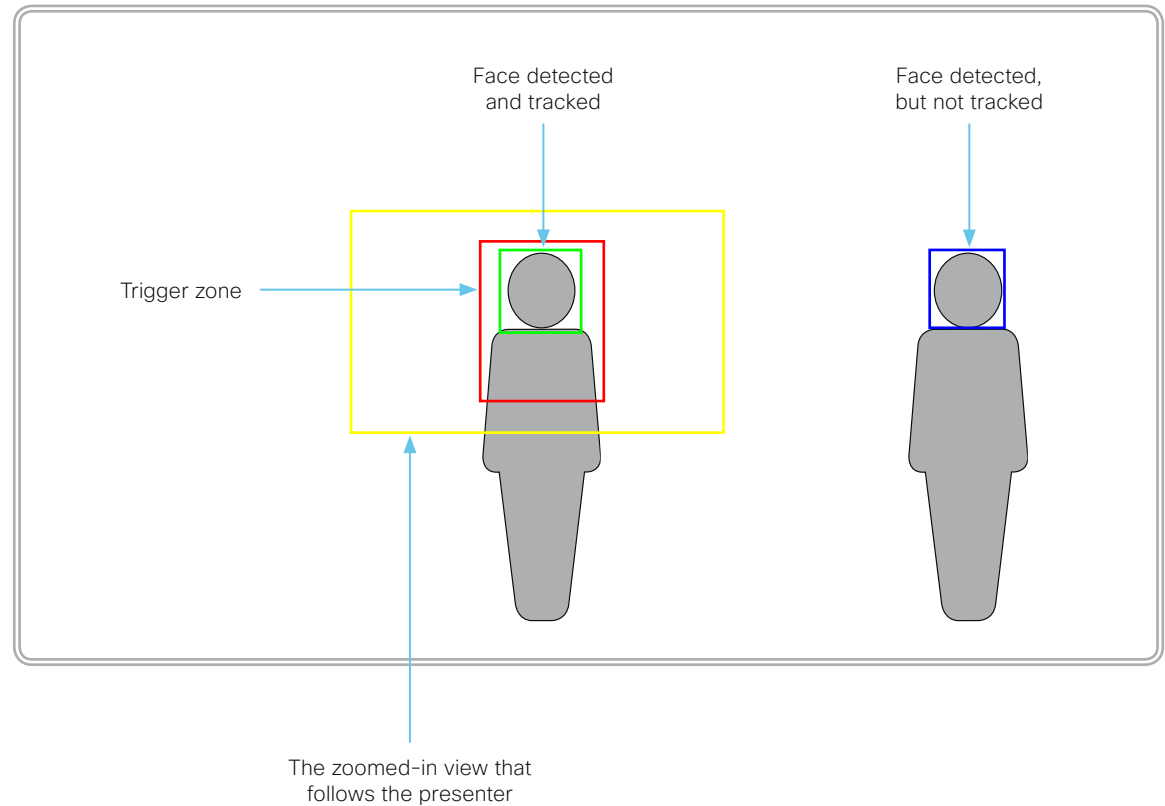 Face detected
and tracked
Face detected,
but not tracked
Trigger zone
The zoomed-in view that
follows the presenter